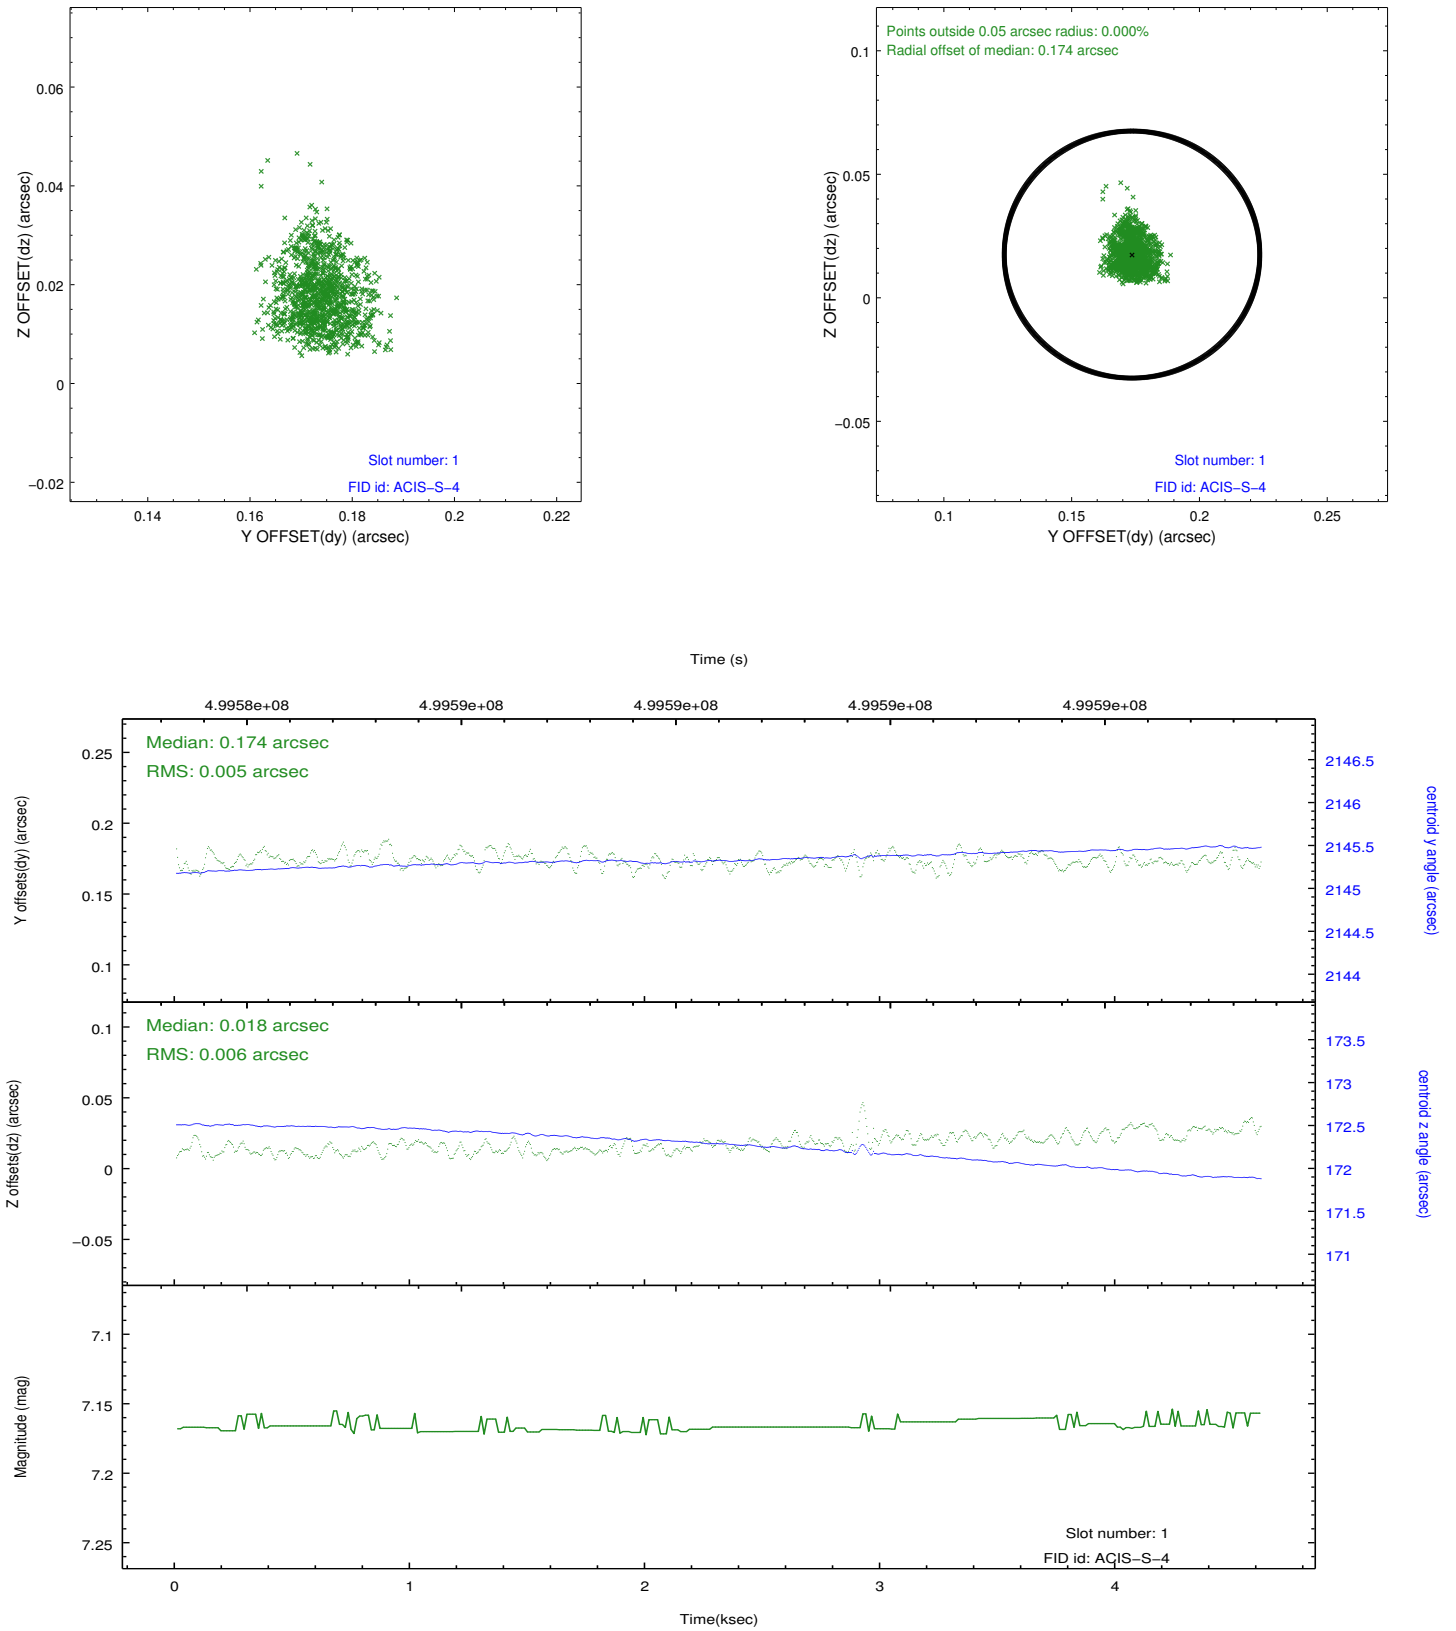 0.06
0.04
0.02
0
−0.02
Z OFFSET(dz) (arcsec)
Slot number: 1
FID id: ACIS−S−4
0.14
0.16
0.18
0.2
0.22
Y OFFSET(dy) (arcsec)
Points outside 0.05 arcsec radius: 0.000%
Radial offset of median: 0.174 arcsec
0.1
0.05
0
−0.05
Z OFFSET(dz) (arcsec)
Slot number: 1
FID id: ACIS−S−4
0.1
0.15
0.2
0.25
Y OFFSET(dy) (arcsec)
Time (s)
4.9958e+08
4.9959e+08
4.9959e+08
4.9959e+08
4.9959e+08
Median: 0.174 arcsec
RMS: 0.005 arcsec
0.25
0.2
0.15
0.1
Y offsets(dy) (arcsec)
2146.5
2146
2145.5
2145
2144.5
2144
centroid y angle (arcsec)
Median: 0.018 arcsec
RMS: 0.006 arcsec
0.1
0.05
0
−0.05
Z offsets(dz) (arcsec)
173.5
173
172.5
172
171.5
171
centroid z angle (arcsec)
7.1
7.15
7.2
7.25
Magnitude (mag)
Slot number: 1
FID id: ACIS−S−4
0
1
2
3
4
Time(ksec)